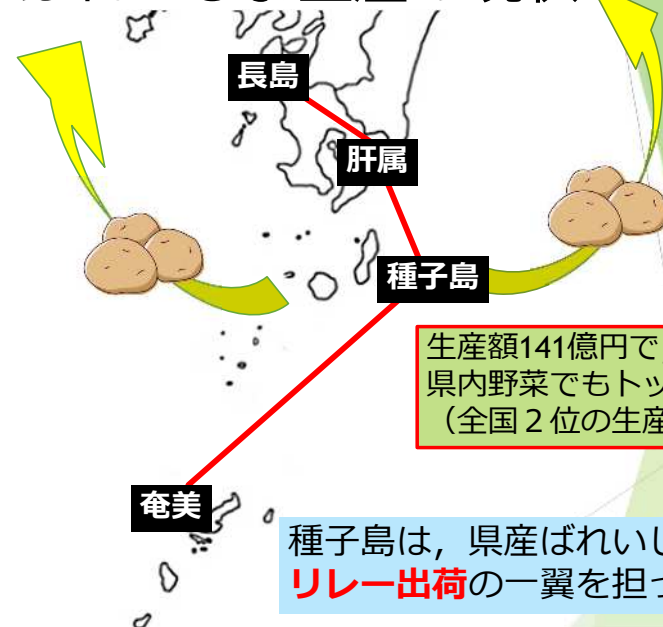 長島
肝属
種子島
生産額141億円で
県内野菜でもトッ
（全国２位の生産
奄美
種子島は，県産ばれいし
リレー出荷の一翼を担っ